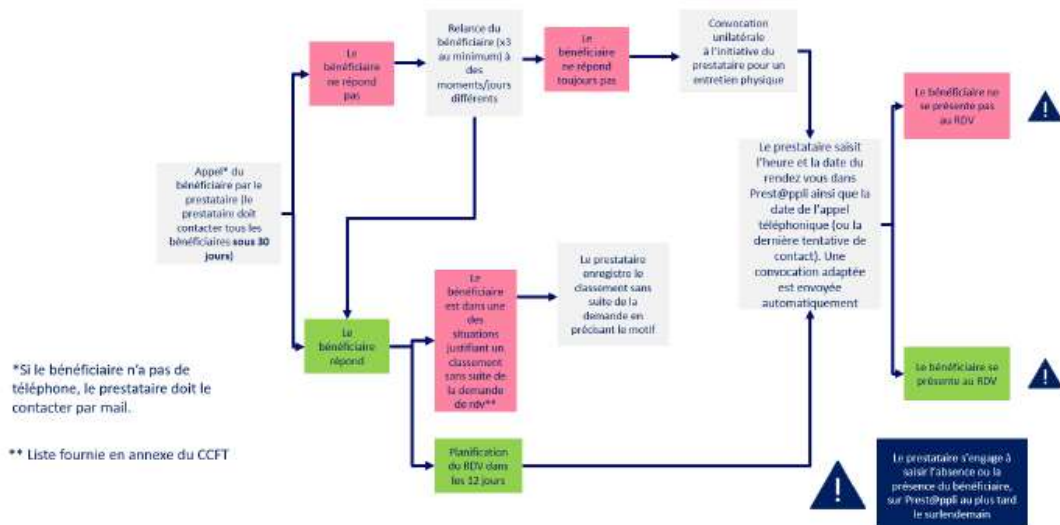 Appel* du
bénéficiaire par le
prestataire (le
prestataire doit
contacter tous les
bénéficiaires sous 30
jours)
Le
bénéficiaire
ne répond
pas
Relance du
bénéficiaire (x3
au minimum) à
des
moments/jours
différents
Le
bénéficiaire
ne répond
toujours pas
Convocation
unilatérale
à l'initiative du
prestataire pour un
entretien physique
Le prestataire saisit
l'heure et la date du
rendez vous dans
Prest@ppli ainsi que la
date de l'appel
téléphonique (ou la
dernière tentative de
contact). Une
convocation adaptée
est envoyée
automatiquement
Le bénéficiaire ne
se présente pas
au RDV
!
Le
bénéficiaire
répond
Le
bénéficiaire
est dans une
des
situations
justifiant un
classement
sans suite de
la demande
de rdv**
Le prestataire
enregistre le
classement sans
suite de la
demande en
précisant le motif
Planification
du RDV dans
les 12 jours
Le bénéficiaire se
présente au RDV
!
*Si le bénéficiaire n'a pas de
téléphone, le prestataire doit le
contacter par mail.
** Liste fournie en annexe du CCFT
!
Le prestataire s'engage à
saisir l'absence ou la
présence du bénéficiaire,
sur Prest@ppli au plus tard
le surlendemain